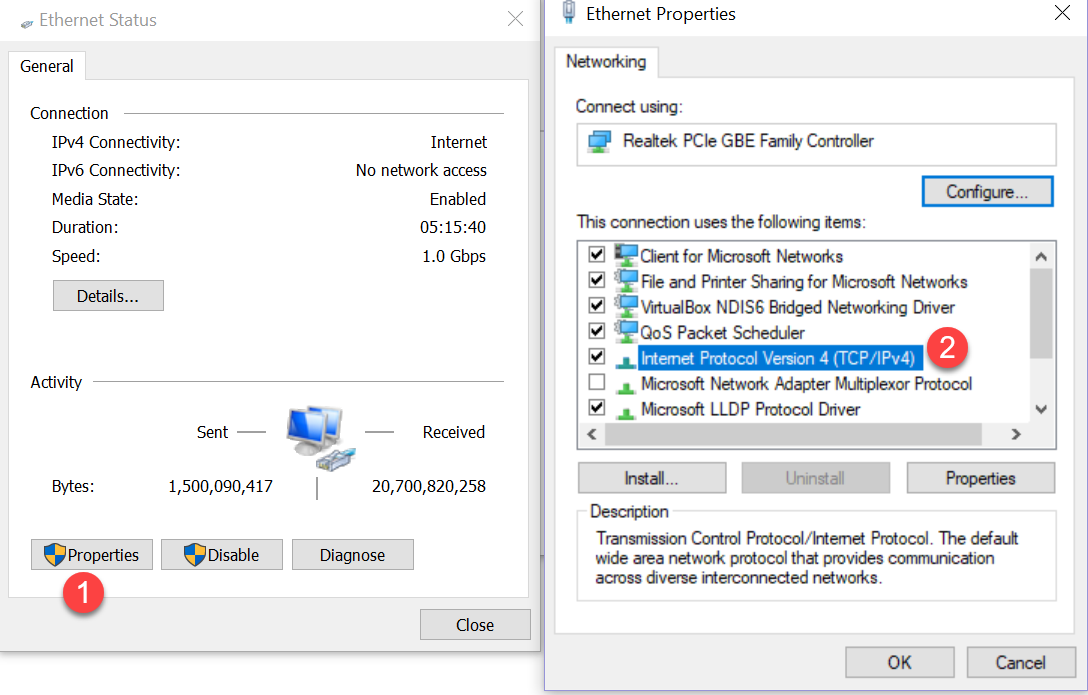 Ethernet Status
General
Connection
IPv4 Connectivity: Internet
IPv6 Connectivity: No network access
Media State: Enabled
Duration: 05:15:40
Speed: 1.0 Gbps
Details...
Activity
Sent Received
Bytes: 1,500,090,417 20,700,820,258
Properties Disable Diagnose
1
Close
Ethernet Properties
Networking
Connect using:
Realtek PCIe GBE Family Controller
Configure...
This connection uses the following items:
Client for Microsoft Networks
File and Printer Sharing for Microsoft Networks
VirtualBox NDIS6 Bridged Networking Driver
QoS Packet Scheduler
Internet Protocol Version 4 (TCP/IPv4) 2
Microsoft Network Adapter Multiplexor Protocol
Microsoft LLDP Protocol Driver
Install... Uninstall Properties
Description
Transmission Control Protocol/Internet Protocol. The default
wide area network protocol that provides communication
across diverse interconnected networks.
OK Cancel